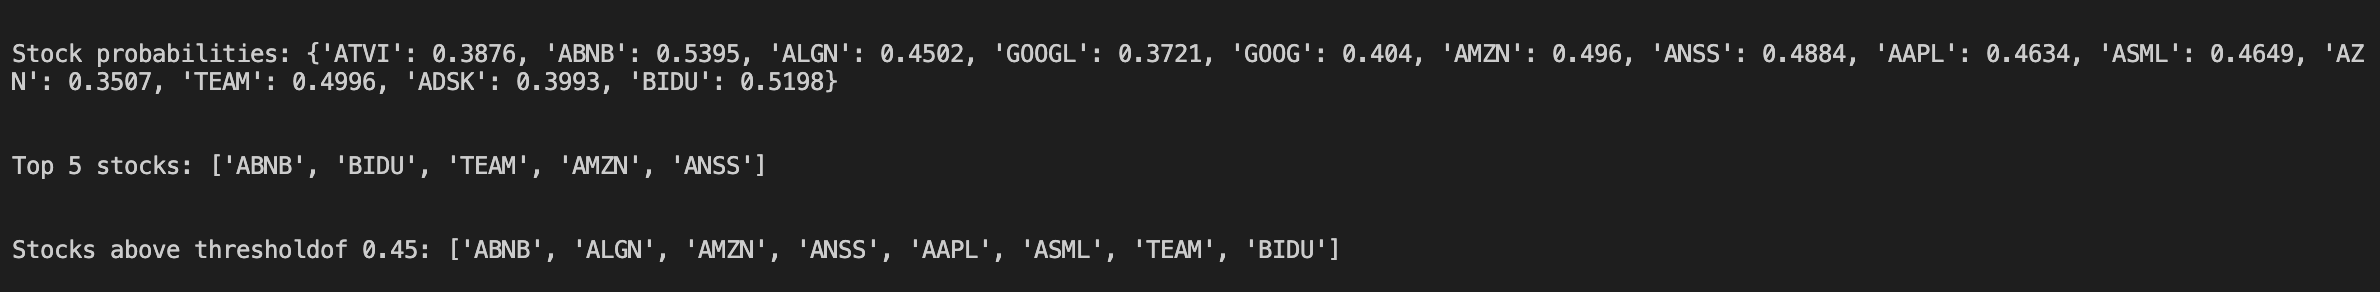 Stock probabilities: {'ATVI': 0.3876, 'ABNB': 0.5395, 'ALGN': 0.4502, 'GOOGL': 0.3721, 'GOOG': 0.404, 'AMZN': 0.496, 'ANSS': 0.4884, 'AAPL': 0.4634, 'ASML': 0.4649, 'AZ
N': 0.3507, 'TEAM': 0.4996, 'ADSK': 0.3993, 'BIDU': 0.5198}
Top 5 stocks: ['ABNB', 'BIDU', 'TEAM', 'AMZN', 'ANSS']
Stocks above thresholdof 0.45: ['ABNB', 'ALGN', 'AMZN', 'ANSS', 'AAPL', 'ASML', 'TEAM', 'BIDU']